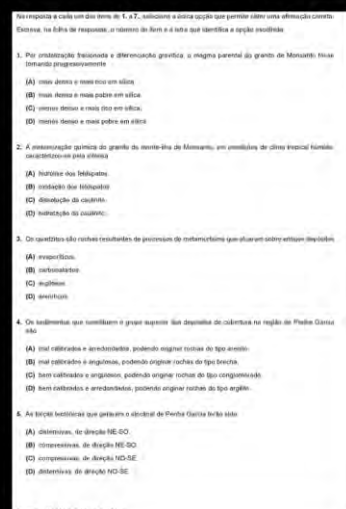 Na resposta a cada um dos itens de 1. a 7., selecione a única opção que permite obter uma afirmação correta.
Escreva, na folha de respostas, o número do item e a letra que identifica a opção escolhida.
1. Por cristalização fracionada e diferenciação gravítica, o magma parental do granito de Monsanto foi-se
tornando progressivamente
(A) mais denso e mais rico em sílica.
(B) mais denso e mais pobre em sílica.
(C) menos denso e mais rico em sílica.
(D) menos denso e mais pobre em sílica.
2. A meteorização química do granito do monte-ilha de Monsanto, em condições de clima tropical húmido,
caracterizou-se pela intensa
(A) hidrólise dos feldspatos.
(B) oxidação dos feldspatos.
(C) dissolução da caulinite.
(D) hidratação da caulinite.
3. Os quartzitos são rochas resultantes de processos de metamorfismo que atuaram sobre antigos depósitos
(A) evaporíticos.
(B) carbonatados.
(C) argilosos.
(D) areníticos.
4. Os sedimentos que constituem o grupo superior dos depósitos de cobertura na região de Penha Garcia
são
(A) mal calibrados e arredondados, podendo originar rochas do tipo arenito.
(B) mal calibrados e angulosos, podendo originar rochas do tipo brecha.
(C) bem calibrados e angulosos, podendo originar rochas do tipo conglomerado.
(D) bem calibrados e arredondados, podendo originar rochas do tipo argilito.
5. As forças tectónicas que geraram o sinclinal de Penha Garcia terão sido
(A) distensivas, de direção NE-SO.
(B) compressivas, de direção NE-SO.
(C) compressivas, de direção NO-SE.
(D) distensivas, de direção NO-SE.